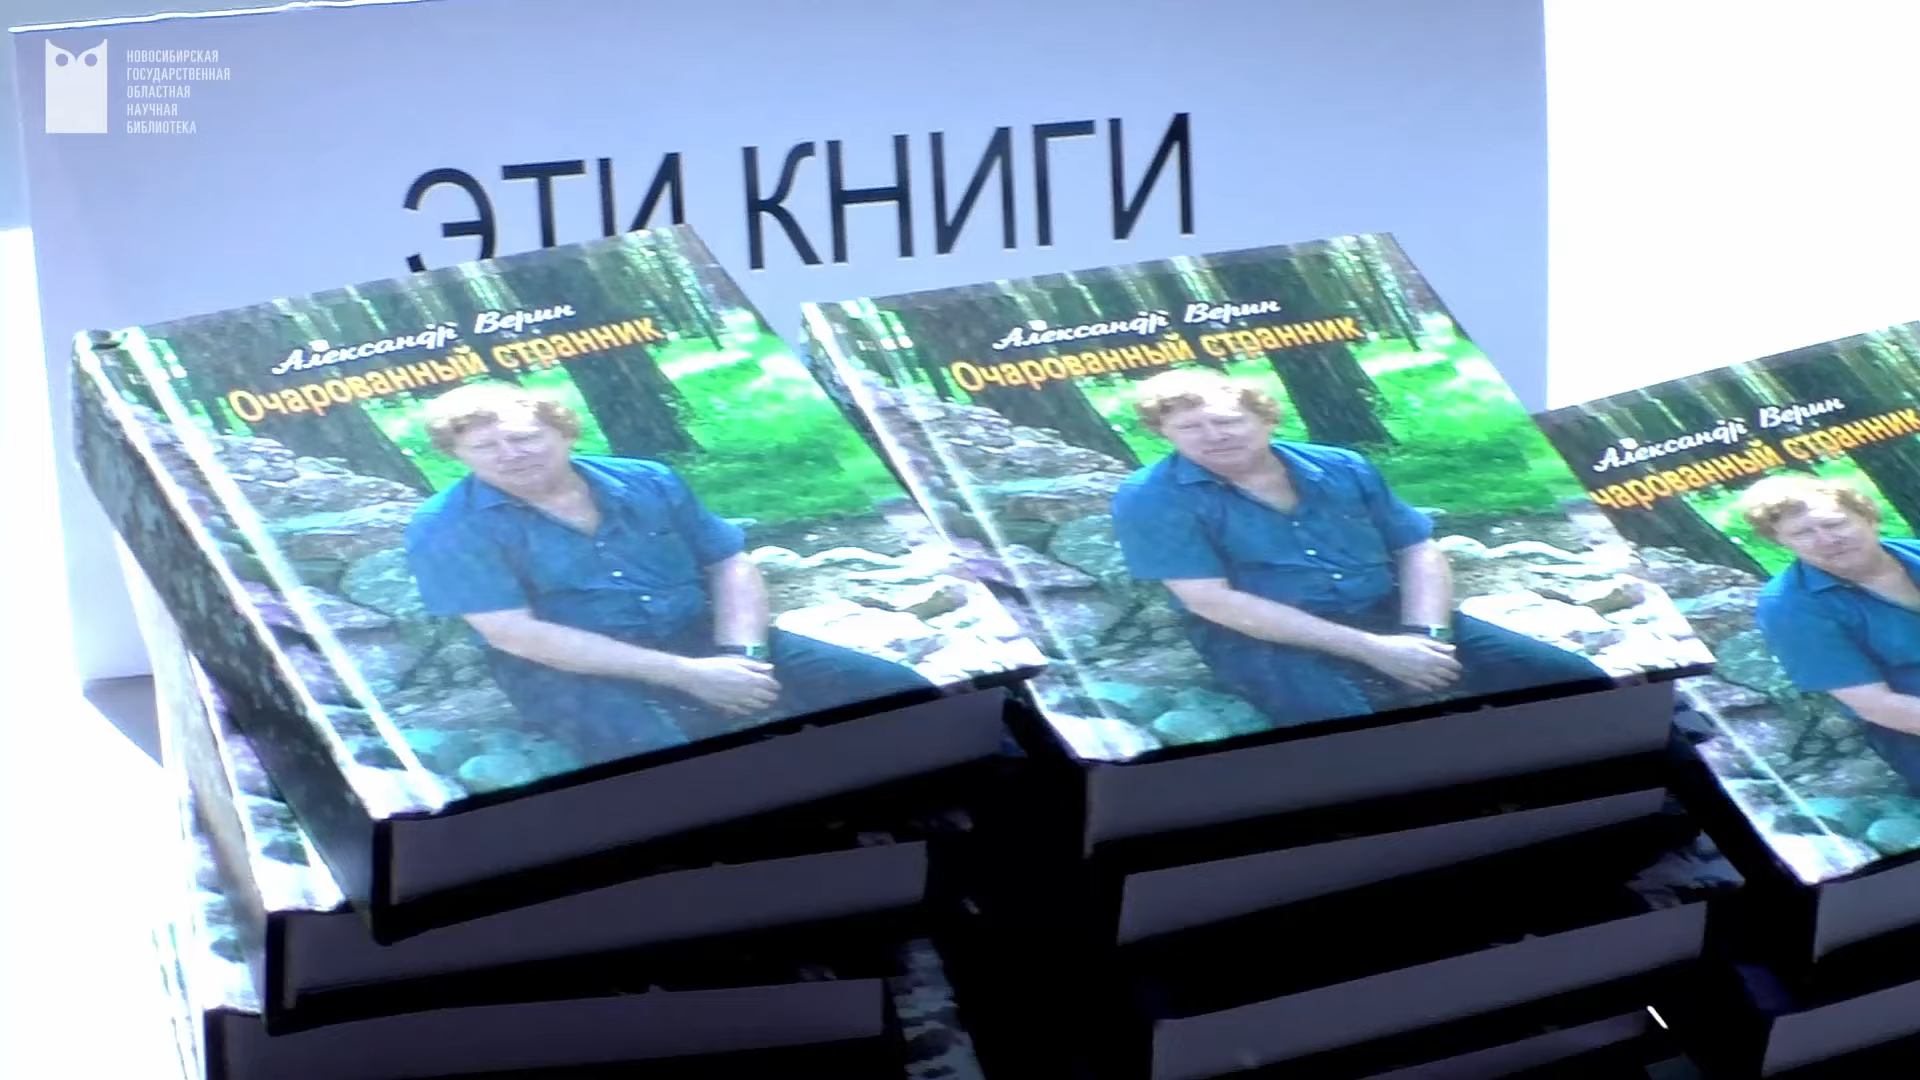 НОВОСИБИРСКАЯ
ГОСУДАРСТВЕННАЯ
ОБЛАСТНАЯ
НАУЧНАЯ
БИБЛИОТЕКА
ЭТИ КНИГИ
Александр Верин
Очарованный странник
Александр Верин
Очарованный странник
Александр Верин
чарованный странник